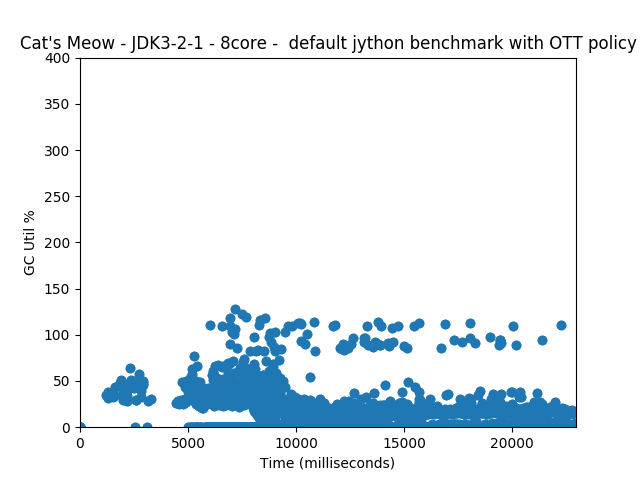 Cat's Meow - JDK3-2-1 - 8core -  default jython benchmark with OTT policy
400
350
300
250
200
150
100
50
0
GC Util %
0 5000 10000 15000 20000
Time (milliseconds)